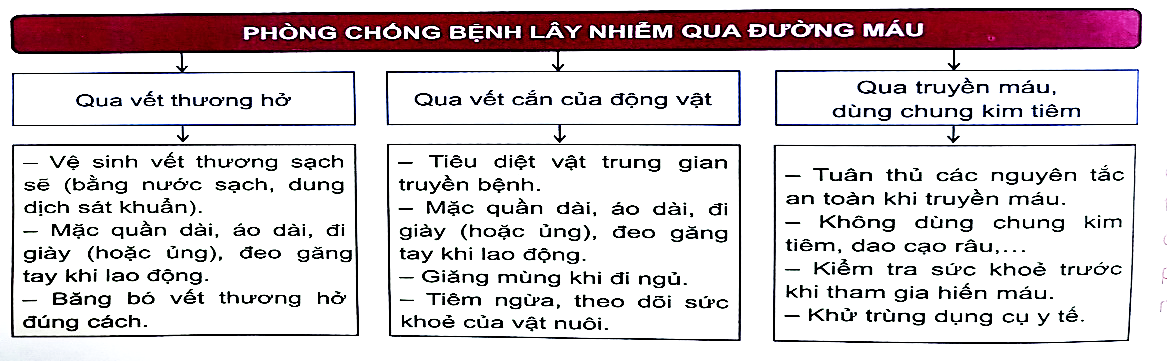 PHÒNG CHỐNG BỆNH LÂY NHIỄM QUA ĐƯỜNG MÁU
Qua vết thương hở
– Vệ sinh vết thương sạch
sẽ (bằng nước sạch, dung
dịch sát khuẩn).
– Mặc quần dài, áo dài, đi
giày (hoặc ủng), đeo găng
tay khi lao động.
– Băng bó vết thương hở
đúng cách.
Qua vết cắn của động vật
– Tiêu diệt vật trung gian
truyền bệnh.
– Mặc quần dài, áo dài, đi
giày (hoặc ủng), đeo găng
tay khi lao động.
– Giăng mùng khi đi ngủ.
– Tiêm ngừa, theo dõi sức
khoẻ của vật nuôi.
Qua truyền máu,
dùng chung kim tiêm
– Tuân thủ các nguyên tắc
an toàn khi truyền máu.
– Không dùng chung kim
tiêm, dao cạo râu,...
– Kiểm tra sức khoẻ trước
khi tham gia hiến máu.
– Khử trùng dụng cụ y tế.